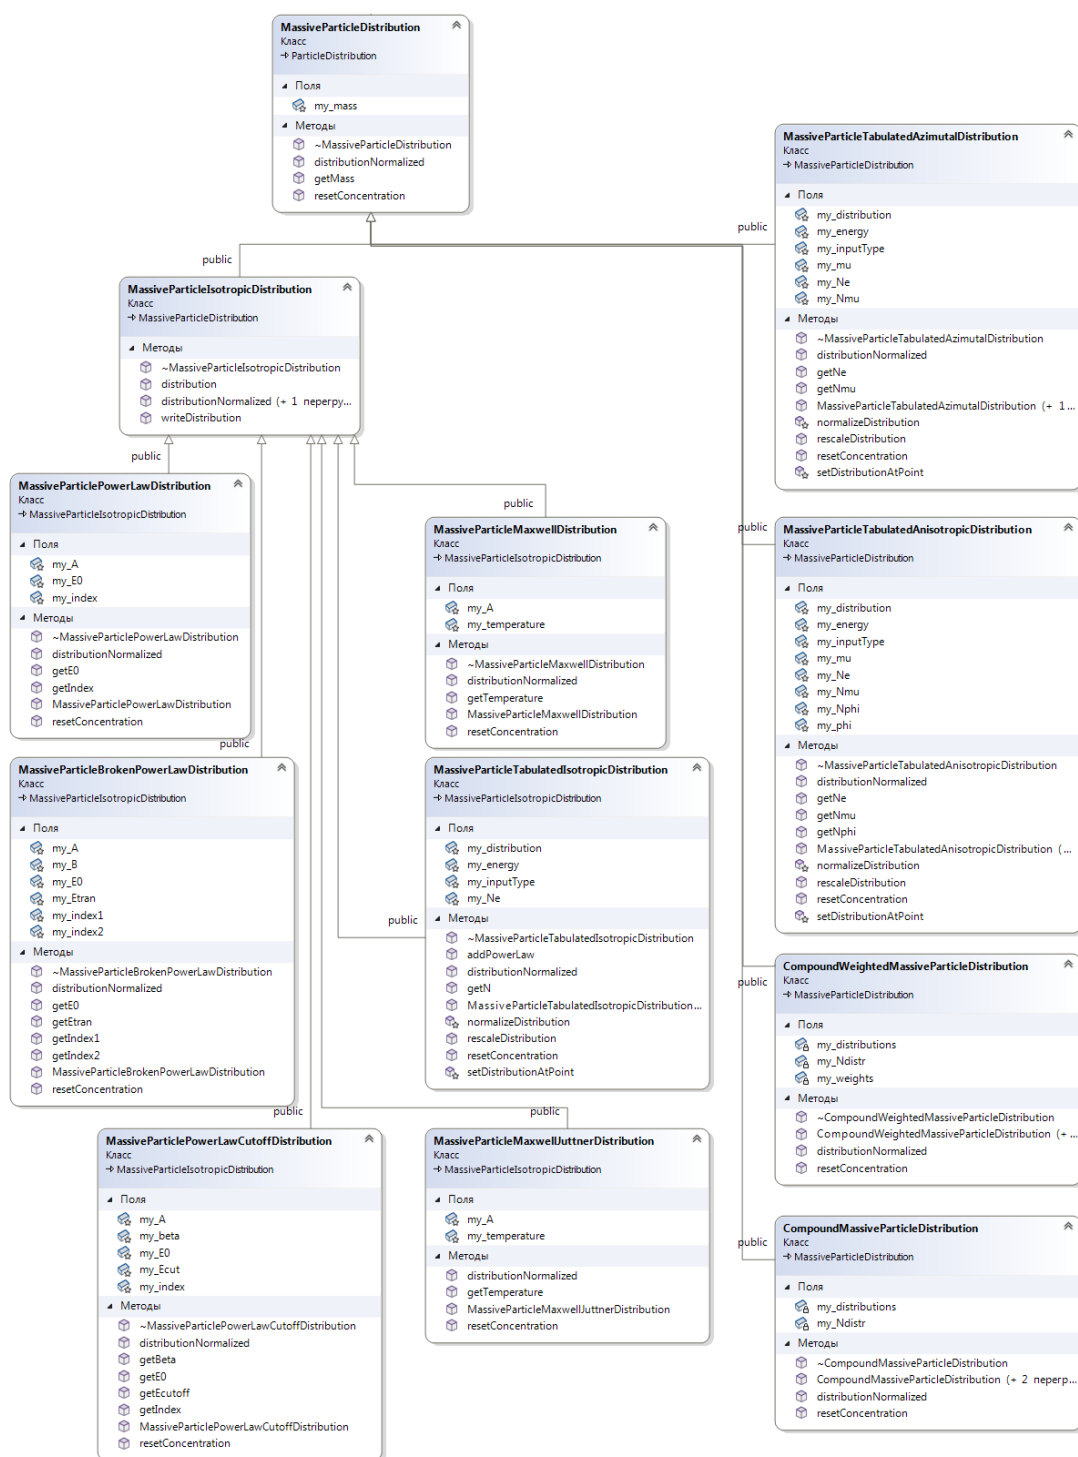 MassiveParticleDistribution
Класс
ParticleDistribution
Поля
my_mass
Методы
~MassiveParticleDistribution
distributionNormalized
getMass
resetConcentration
public
MassiveParticleIsotropicDistribution
Класс
MassiveParticleDistribution
Методы
~MassiveParticleIsotropicDistribution
distribution
distributionNormalized (+ 1 перегру...
writeDistribution
public
MassiveParticlePowerLawDistribution
Класс
MassiveParticleIsotropicDistribution
Поля
my_A
my_E0
my_index
Методы
~MassiveParticlePowerLawDistribution
distributionNormalized
getE0
getIndex
MassiveParticlePowerLawDistribution
resetConcentration
public
MassiveParticleBrokenPowerLawDistribution
Класс
MassiveParticleIsotropicDistribution
Поля
my_A
my_B
my_E0
my_Etran
my_index1
my_index2
Методы
~MassiveParticleBrokenPowerLawDistribution
distributionNormalized
getE0
getEtran
getIndex1
getIndex2
MassiveParticleBrokenPowerLawDistribution
resetConcentration
public
MassiveParticlePowerLawCutoffDistribution
Класс
MassiveParticleIsotropicDistribution
Поля
my_A
my_beta
my_E0
my_Ecut
my_index
Методы
~MassiveParticlePowerLawCutoffDistribution
distributionNormalized
getBeta
getE0
getEcutoff
getIndex
MassiveParticlePowerLawCutoffDistribution
resetConcentration
public
MassiveParticleMaxwellDistribution
Класс
MassiveParticleIsotropicDistribution
Поля
my_A
my_temperature
Методы
~MassiveParticleMaxwellDistribution
distributionNormalized
getTemperature
MassiveParticleMaxwellDistribution
resetConcentration
public
MassiveParticleTabulatedIsotropicDistribution
Класс
MassiveParticleIsotropicDistribution
Поля
my_distribution
my_energy
my_inputType
my_Ne
Методы
~MassiveParticleTabulatedIsotropicDistribution
addPowerLaw
distributionNormalized
getN
MassiveParticleTabulatedIsotropicDistribution...
normalizeDistribution
rescaleDistribution
resetConcentration
setDistributionAtPoint
public
MassiveParticleMaxwellJuttnerDistribution
Класс
MassiveParticleIsotropicDistribution
Поля
my_A
my_temperature
Методы
distributionNormalized
getTemperature
MassiveParticleMaxwellJuttnerDistribution
resetConcentration
public
MassiveParticleTabulatedAzimutalDistribution
Класс
MassiveParticleDistribution
Поля
my_distribution
my_energy
my_inputType
my_mu
my_Ne
my_Nmu
Методы
~MassiveParticleTabulatedAzimutalDistribution
distributionNormalized
getNe
getNmu
MassiveParticleTabulatedAzimutalDistribution (+ 1...
normalizeDistribution
rescaleDistribution
resetConcentration
setDistributionAtPoint
public
MassiveParticleTabulatedAnisotropicDistribution
Класс
MassiveParticleDistribution
Поля
my_distribution
my_energy
my_inputType
my_mu
my_Ne
my_Nmu
my_Nphi
my_phi
Методы
~MassiveParticleTabulatedAnisotropicDistribution
distributionNormalized
getNe
getNmu
getNphi
MassiveParticleTabulatedAnisotropicDistribution (...
normalizeDistribution
rescaleDistribution
resetConcentration
setDistributionAtPoint
public
CompoundWeightedMassiveParticleDistribution
Класс
MassiveParticleDistribution
Поля
my_distributions
my_Ndistr
my_weights
Методы
~CompoundWeightedMassiveParticleDistribution
CompoundWeightedMassiveParticleDistribution (+ ...
distributionNormalized
resetConcentration
public
CompoundMassiveParticleDistribution
Класс
MassiveParticleDistribution
Поля
my_distributions
my_Ndistr
Методы
~CompoundMassiveParticleDistribution
CompoundMassiveParticleDistribution (+ 2 перегр...
distributionNormalized
resetConcentration